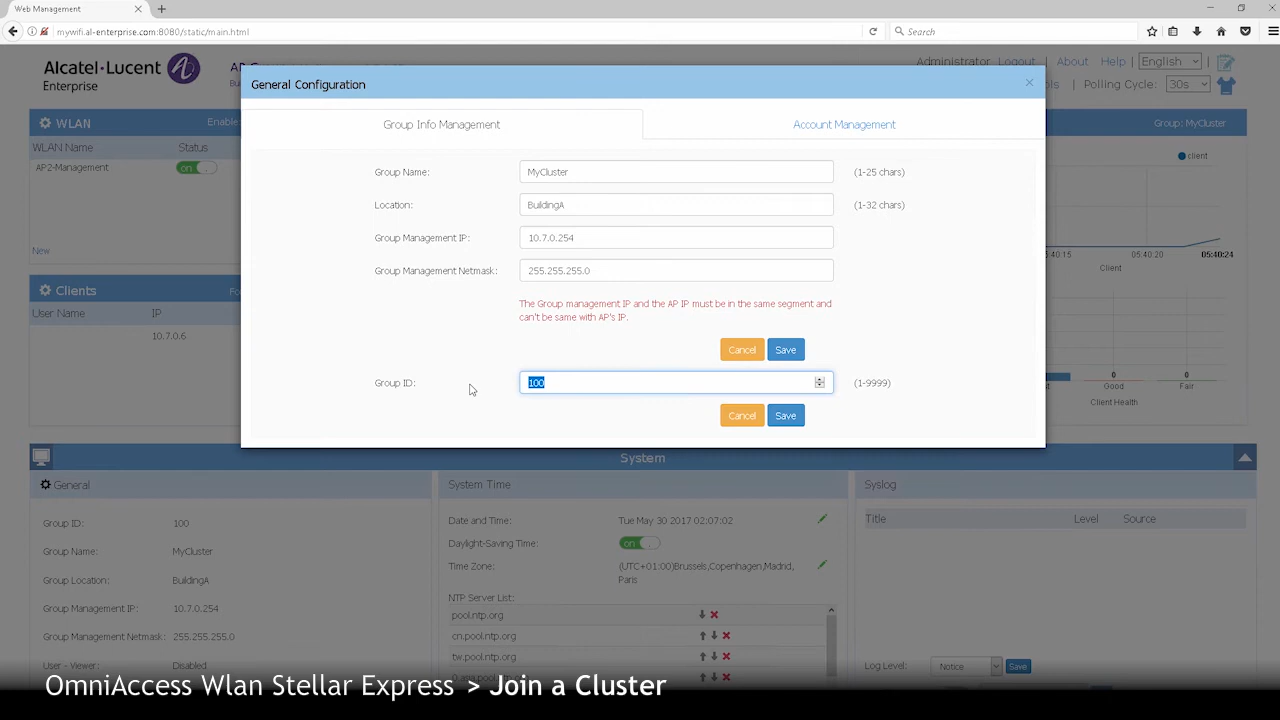 Web Management
mywifi.al-enterprise.com:8080/static/main.html
Search
Alcatel·Lucent
Enterprise
Administrator Logout About Help English
Polling Cycle: 30s
General Configuration
Group Info Management Account Management
WLAN Enable:
WLAN Name Status
AP2-Management on
New
Group: MyCluster
client
Group Name: MyCluster (1-25 chars)
Location: BuildingA (1-32 chars)
Group Management IP: 10.7.0.254
Group Management Netmask: 255.255.255.0
The Group management IP and the AP IP must be in the same segment and
can't be same with AP's IP.
Cancel Save
Group ID: 100 (1-9999)
Cancel Save
Clients
User Name IP
10.7.0.6
05:40:15 05:40:20 05:40:24
Client
0 0
Good Fair
Client Health
System
General
Group ID: 100
Group Name: MyCluster
Group Location: BuildingA
Group Management IP: 10.7.0.254
Group Management Netmask: 255.255.255.0
User - Viewer: Disabled
System Time
Date and Time: Tue May 30 2017 02:07:02
Daylight-Saving Time: on
Time Zone: (UTC+01:00)Brussels,Copenhagen,Madrid,
Paris
NTP Server List:
pool.ntp.org
cn.pool.ntp.org
tw.pool.ntp.org
Syslog
Title Level Source
Log Level: Notice Save
OmniAccess Wlan Stellar Express > Join a Cluster